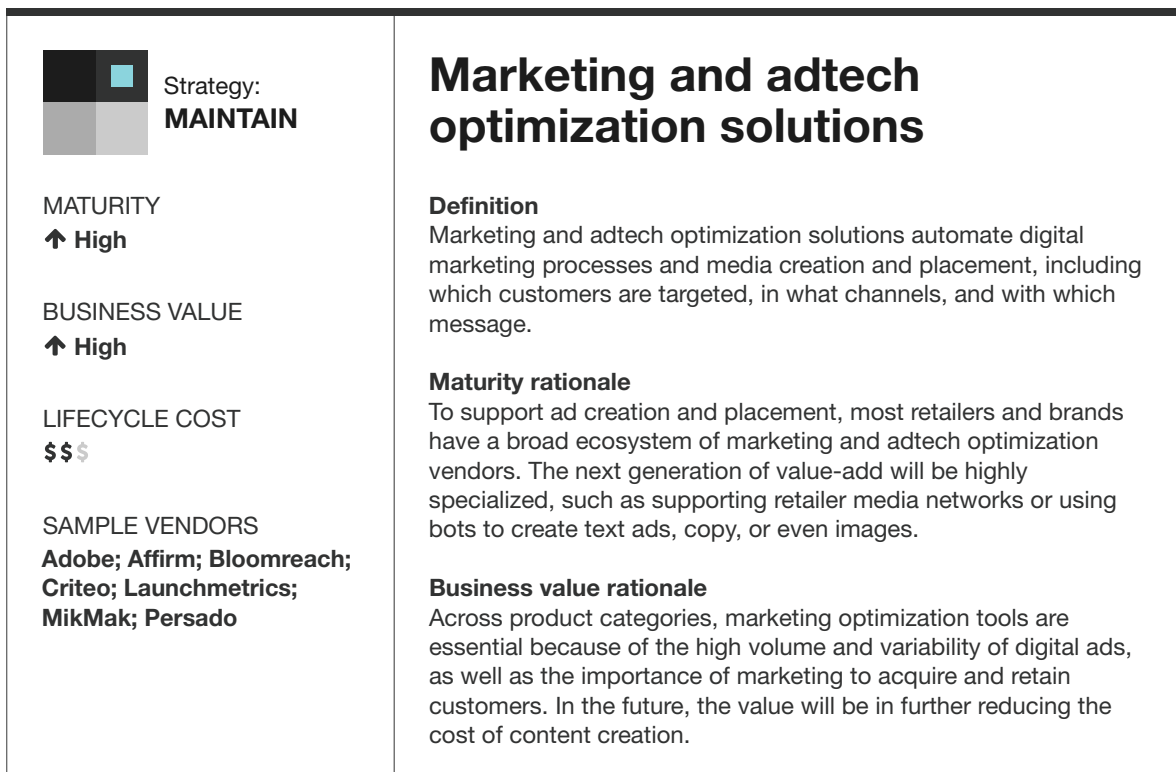 Strategy:
MAINTAIN
MATURITY
↑ High
BUSINESS VALUE
↑ High
LIFECYCLE COST
$$$
SAMPLE VENDORS
Adobe; Affirm; Bloomreach;
Criteo; Launchmetrics;
MikMak; Persado
Marketing and adtech
optimization solutions
Definition
Marketing and adtech optimization solutions automate digital
marketing processes and media creation and placement, including
which customers are targeted, in what channels, and with which
message.
Maturity rationale
To support ad creation and placement, most retailers and brands
have a broad ecosystem of marketing and adtech optimization
vendors. The next generation of value-add will be highly
specialized, such as supporting retailer media networks or using
bots to create text ads, copy, or even images.
Business value rationale
Across product categories, marketing optimization tools are
essential because of the high volume and variability of digital ads,
as well as the importance of marketing to acquire and retain
customers. In the future, the value will be in further reducing the
cost of content creation.